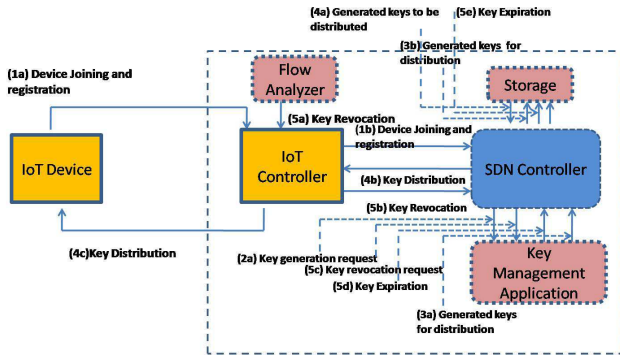 (4a) Generated keys to be
distributed
(5e) Key Expiration
(3b) Generated keys for
distribution
(1a) Device Joining and
registration
Flow
Analyzer
Storage
(5a) Key Revocation
(1b) Device Joining and
registration
IoT Device
IoT
Controller
SDN Controller
(4b) Key Distribution
(5b) Key Revocation
(4c)Key Distribution
(2a) Key generation request
(5c) Key revocation request
(5d) Key Expiration
Key
Management
Application
(3a) Generated keys
for distribution